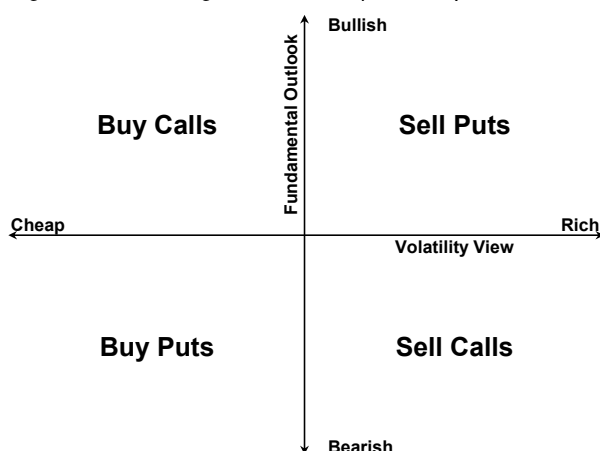 Bullish
Fundamental Outlook
Buy Calls
Sell Puts
Cheap
Rich
Volatility View
Buy Puts
Sell Calls
Bearish